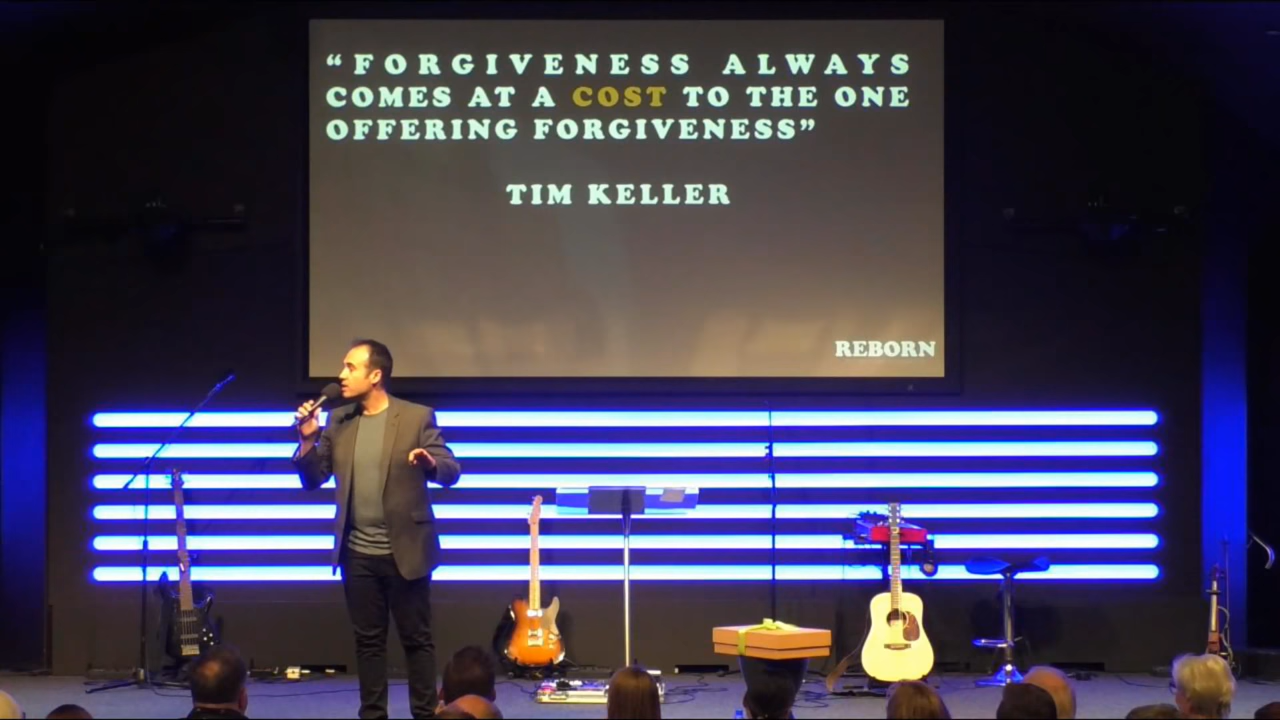 “FORGIVENESS ALWAYS
COMES AT A COST TO THE ONE
OFFERING FORGIVENESS”
TIM KELLER
REBORN